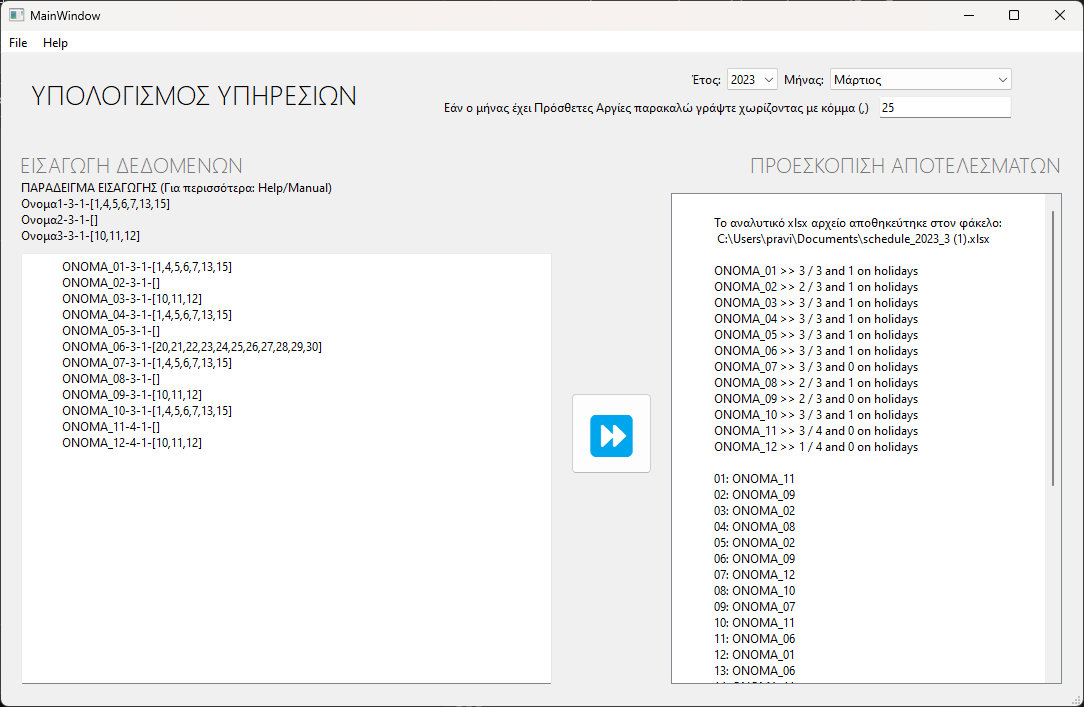 MainWindow
File Help
Έτος: 2023 Μήνας: Μάρτιος
ΥΠΟΛΟΓΙΣΜΟΣ ΥΠΗΡΕΣΙΩΝ
Εάν ο μήνας έχει Πρόσθετες Αργίες παρακαλώ γράψτε χωρίζοντας με κόμμα (,) 25
ΕΙΣΑΓΩΓΗ ΔΕΔΟΜΕΝΩΝ
ΠΑΡΑΔΕΙΓΜΑ ΕΙΣΑΓΩΓΗΣ (Για περισσότερα: Help/Manual)
Ονομα1-3-1-[1,4,5,6,7,13,15]
Ονομα2-3-1-[]
Ονομα3-3-1-[10,11,12]
ONOMA_01-3-1-[1,4,5,6,7,13,15]
ONOMA_02-3-1-[]
ONOMA_03-3-1-[10,11,12]
ONOMA_04-3-1-[1,4,5,6,7,13,15]
ONOMA_05-3-1-[]
ONOMA_06-3-1-[20,21,22,23,24,25,26,27,28,29,30]
ONOMA_07-3-1-[1,4,5,6,7,13,15]
ONOMA_08-3-1-[]
ONOMA_09-3-1-[10,11,12]
ONOMA_10-3-1-[1,4,5,6,7,13,15]
ONOMA_11-4-1-[]
ONOMA_12-4-1-[10,11,12]
ΠΡΟΕΣΚΟΠΙΣΗ ΑΠΟΤΕΛΕΣΜΑΤΩΝ
Το αναλυτικό xlsx αρχείο αποθηκεύτηκε στον φάκελο:
C:\Users\pravi\Documents\schedule_2023_3 (1).xlsx
ONOMA_01 >> 3 / 3 and 1 on holidays
ONOMA_02 >> 2 / 3 and 1 on holidays
ONOMA_03 >> 3 / 3 and 1 on holidays
ONOMA_04 >> 3 / 3 and 1 on holidays
ONOMA_05 >> 3 / 3 and 1 on holidays
ONOMA_06 >> 3 / 3 and 1 on holidays
ONOMA_07 >> 3 / 3 and 0 on holidays
ONOMA_08 >> 2 / 3 and 1 on holidays
ONOMA_09 >> 2 / 3 and 0 on holidays
ONOMA_10 >> 3 / 3 and 1 on holidays
ONOMA_11 >> 3 / 4 and 0 on holidays
ONOMA_12 >> 1 / 4 and 0 on holidays
01: ONOMA_11
02: ONOMA_09
03: ONOMA_02
04: ONOMA_08
05: ONOMA_02
06: ONOMA_09
07: ONOMA_12
08: ONOMA_10
09: ONOMA_07
10: ONOMA_11
11: ONOMA_06
12: ONOMA_01
13: ONOMA_06